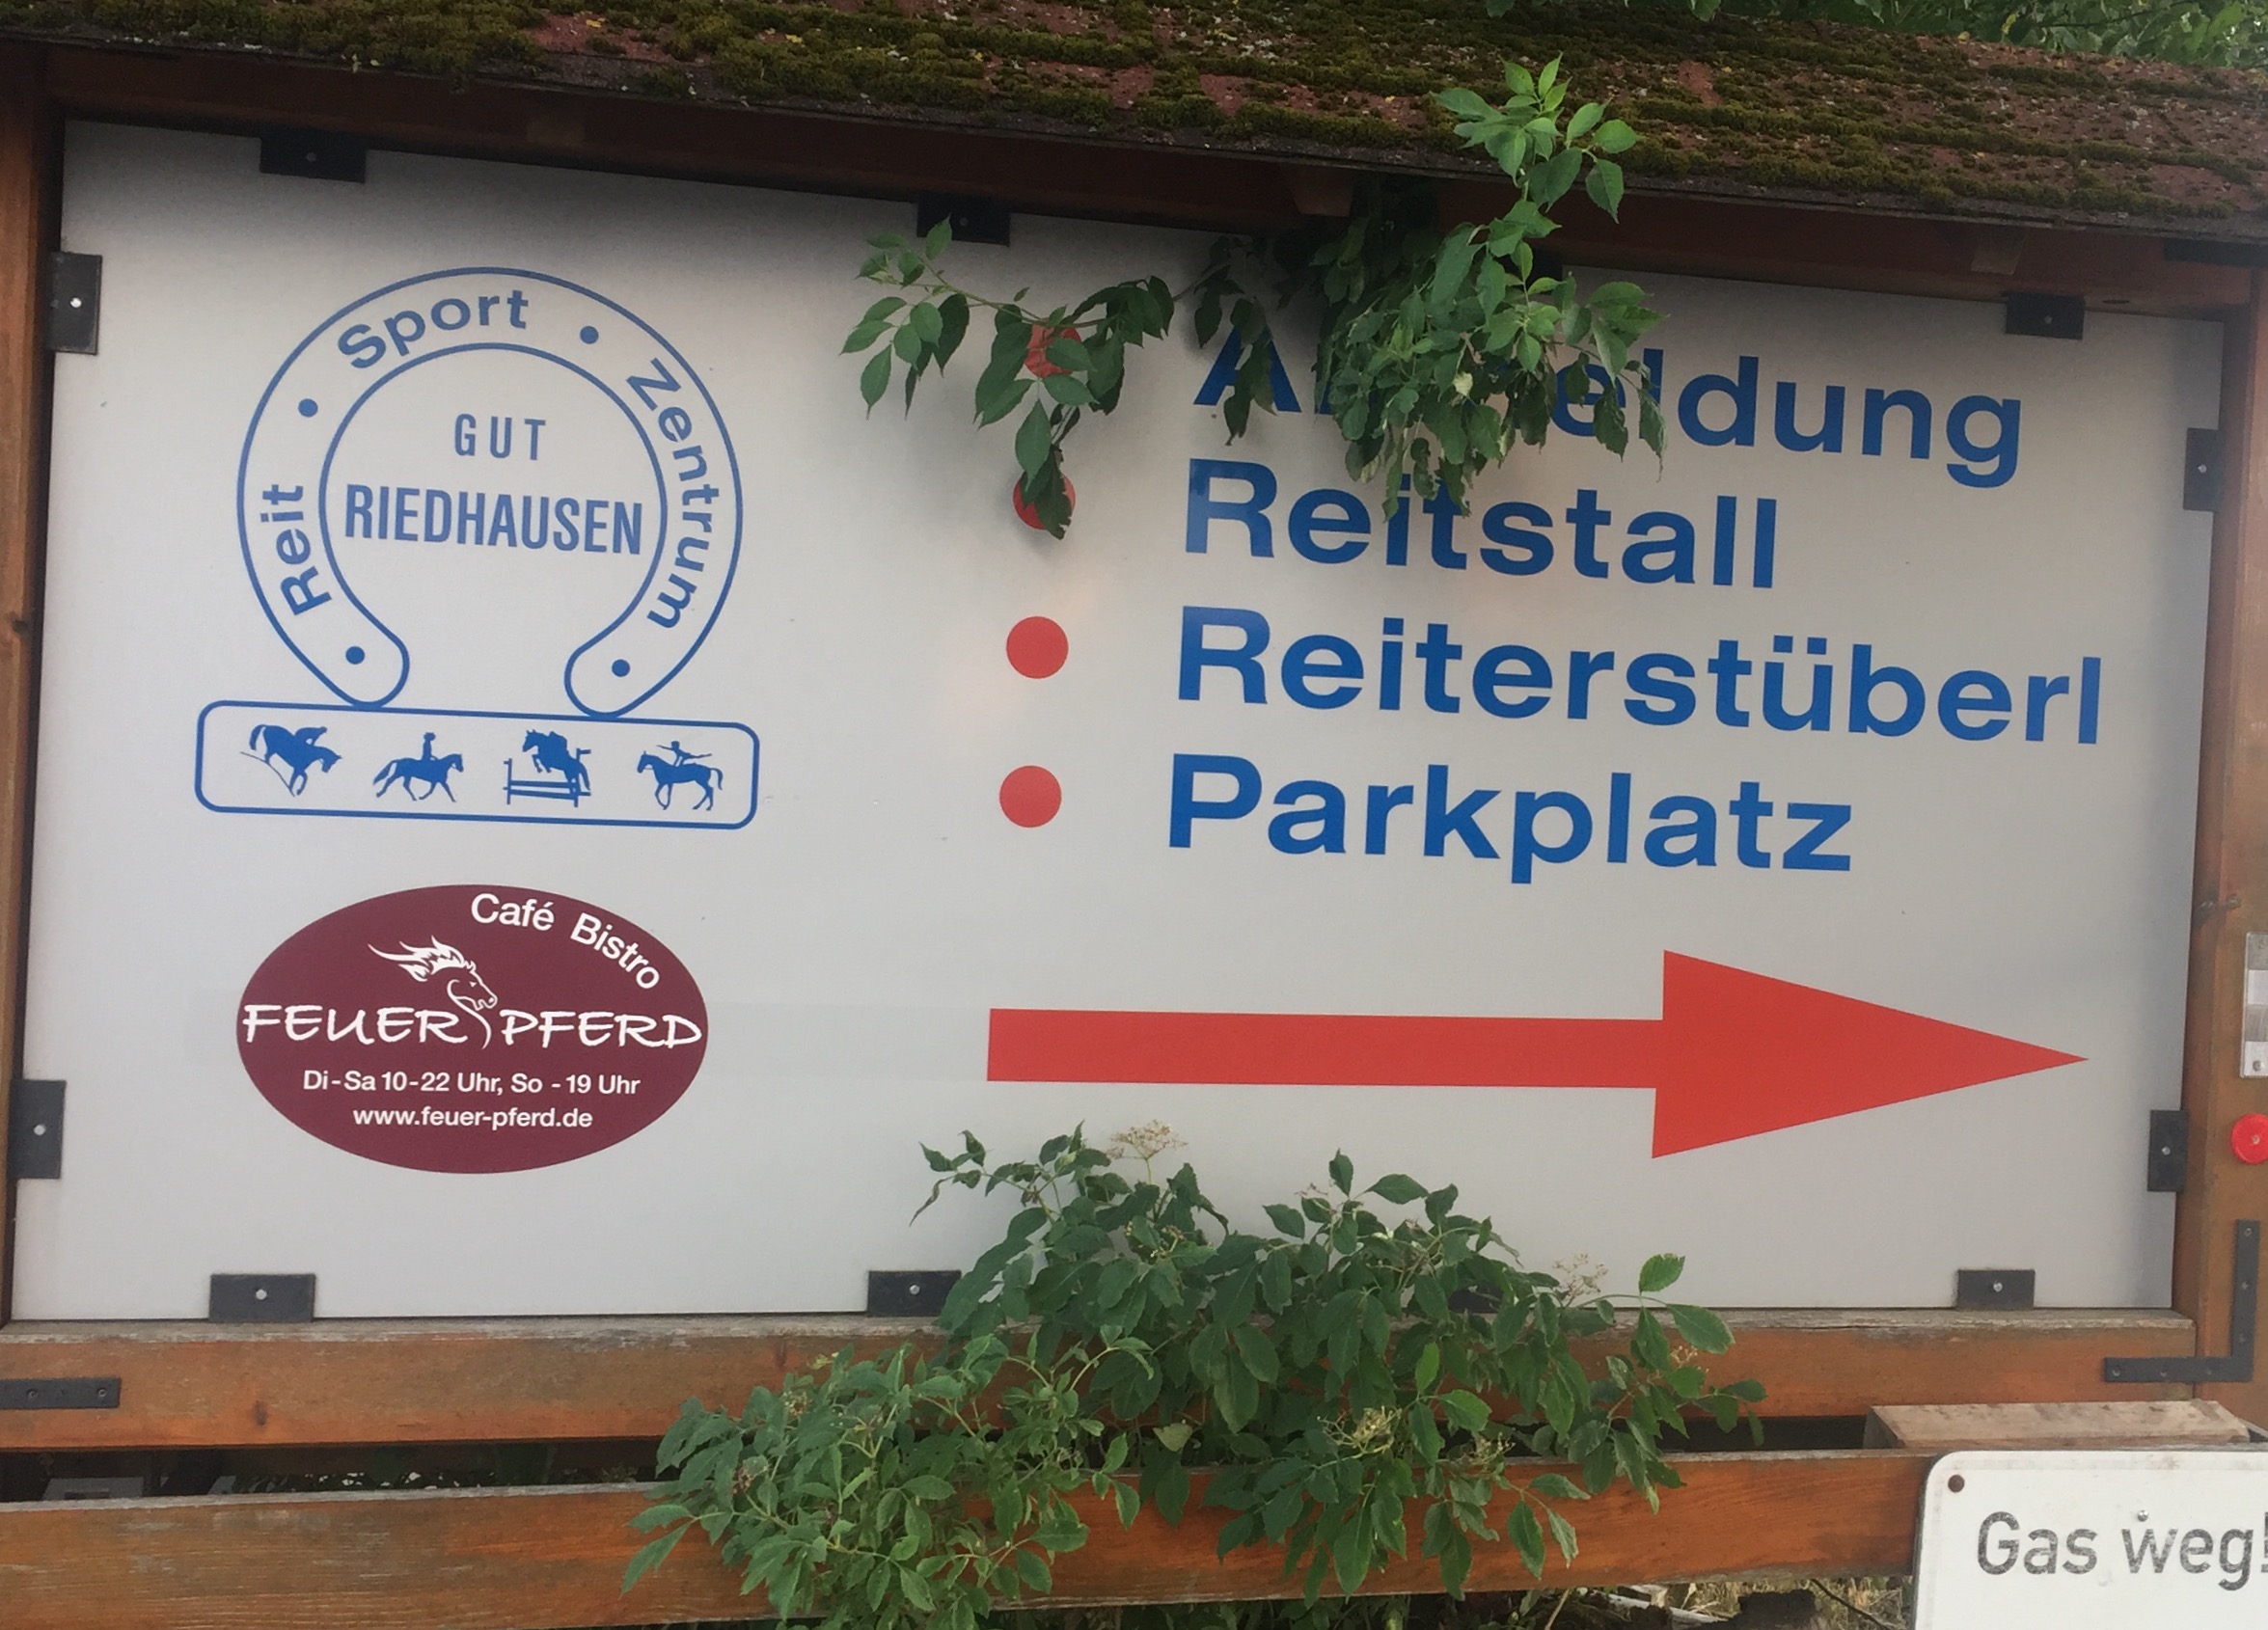 Reit • Sport • Zentrum
GUT
RIEDHAUSEN
Café Bistro
FEUER PFERD
Di-Sa 10-22 Uhr, So -19 Uhr
www.feuer-pferd.de
Reitstall
Reiterstüberl
Parkplatz
Gas weg!